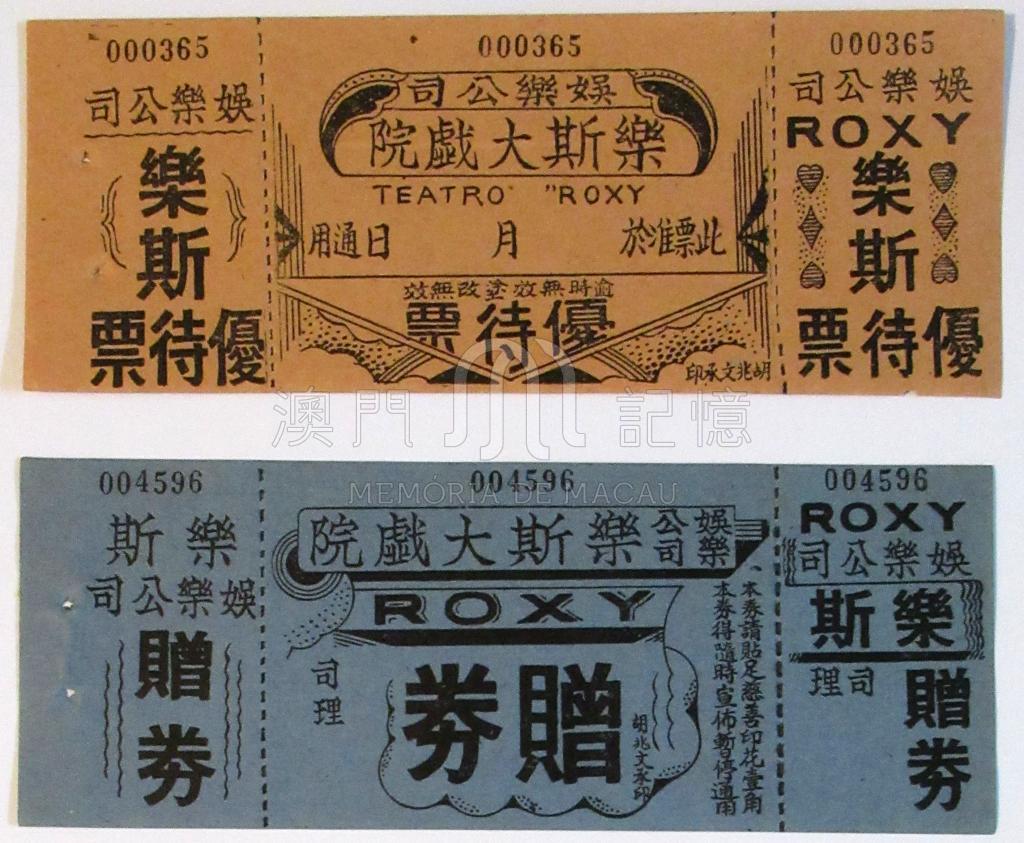 000365
娛樂公司
樂斯
優待票
000365
娛樂公司
樂斯大戲院
TEATRO "ROXY
此票准於 月 日通用
逾時無效塗改無效
優待票
胡兆文承印
000365
娛樂公司
ROXY
樂斯
優待票
澳門記憶
MEMÓRIA DE MACAU
004596
樂斯
娛樂公司
贈劵
004596
娛樂公司
樂斯大戲院
ROXY
本劵請貼足慈善印花壹角
本劵得隨時宣佈暫停通用
贈劵
司理
胡兆文承印
004596
ROXY
娛樂公司
樂斯
贈劵
司理